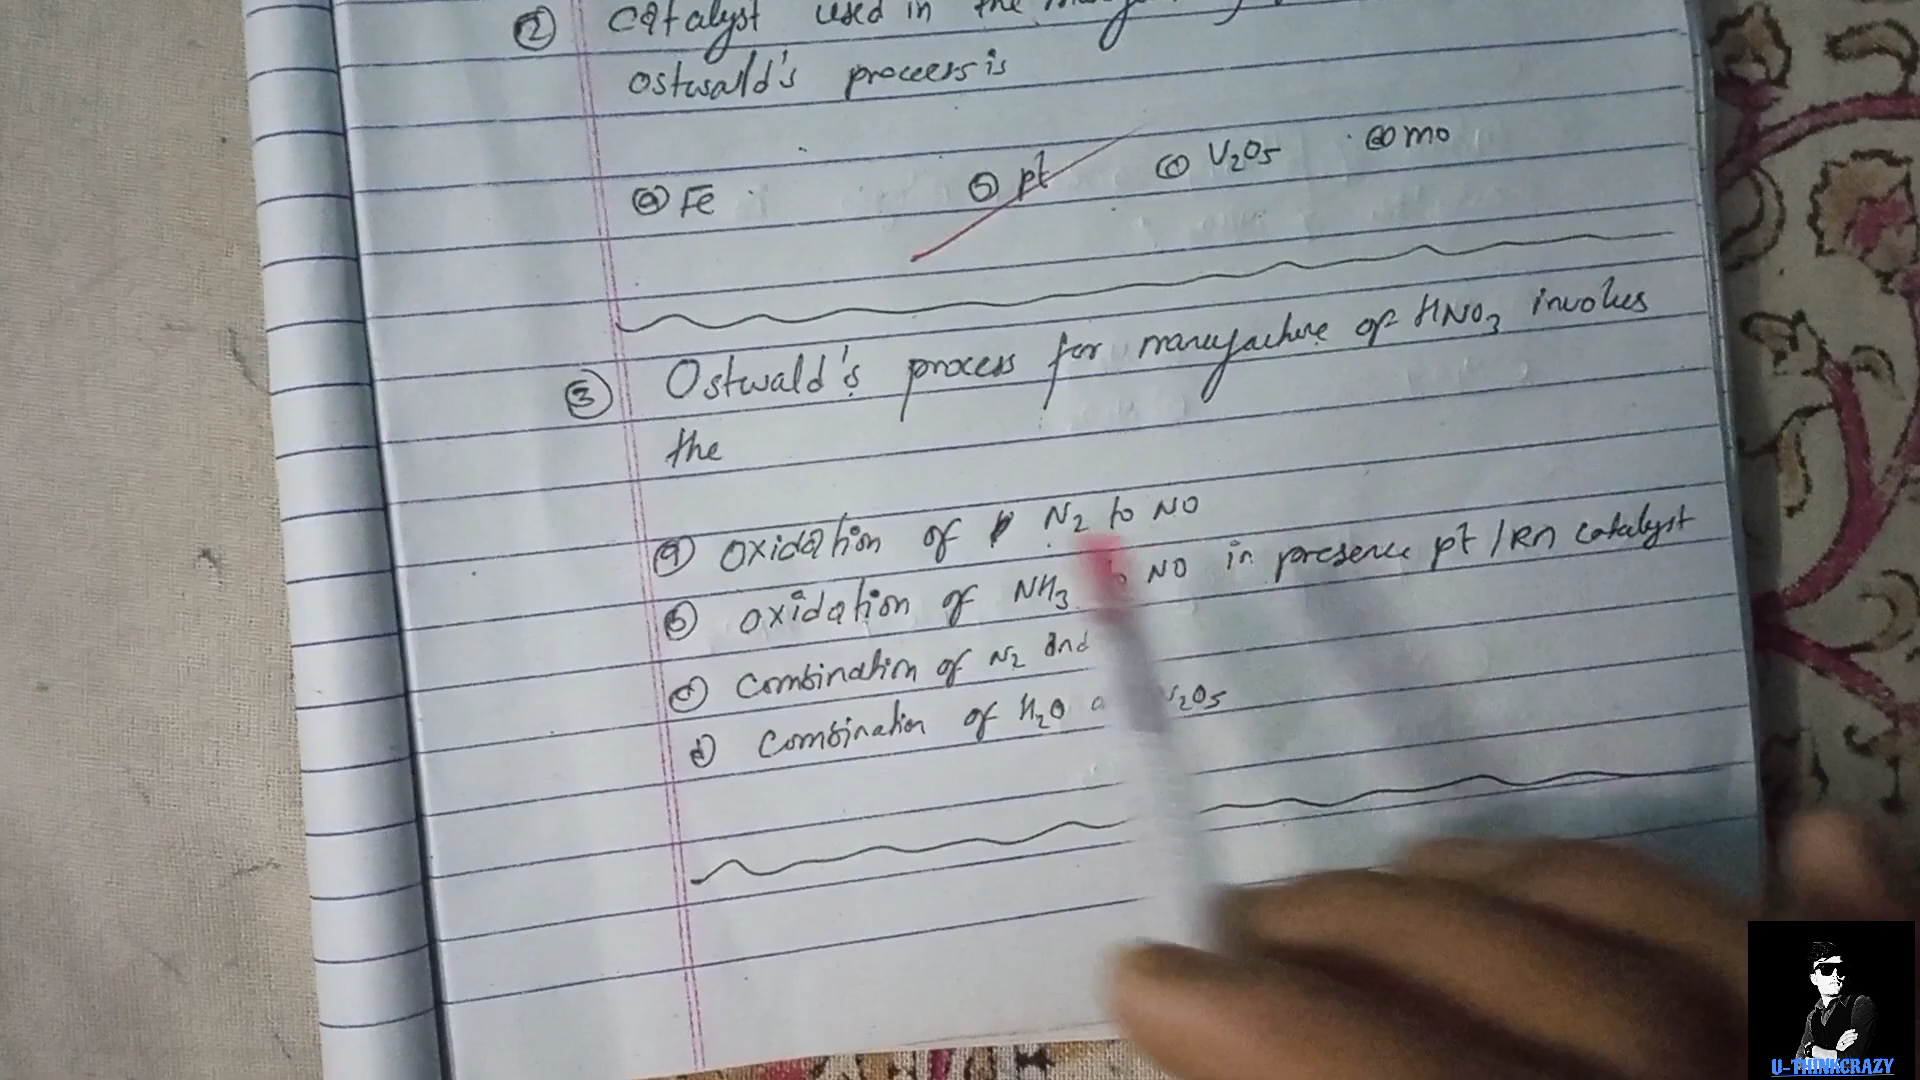 ② Catalyst used in the
Ostwald's process is
ⓐ Fe ⓑ pt ⓒ V₂O₅ ⓓ mo
③ Ostwald's process for manufacture of HNO₃ involves
the
ⓐ oxidation of N₂ to NO
ⓑ oxidation of NH₃ to NO in presence pt / Rh catalyst
ⓒ combination of N₂ and
ⓓ combination of H₂O
U-THINKCRAZY